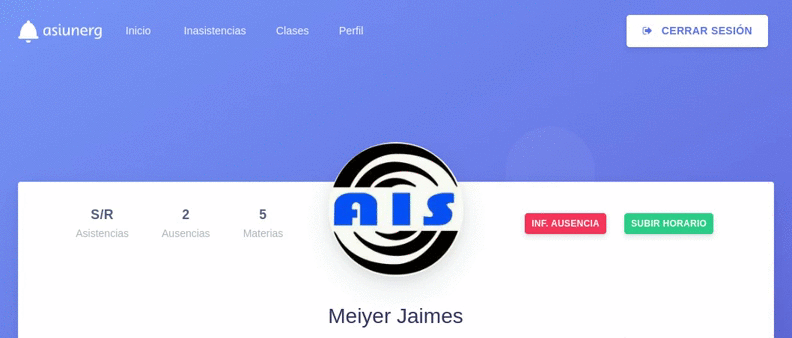 asiunerg Inicio Inasistencias Clases Perfil CERRAR SESIÓN
S/R 2 5
Asistencias Ausencias Materias
AIS
INF. AUSENCIA SUBIR HORARIO
Meiyer Jaimes